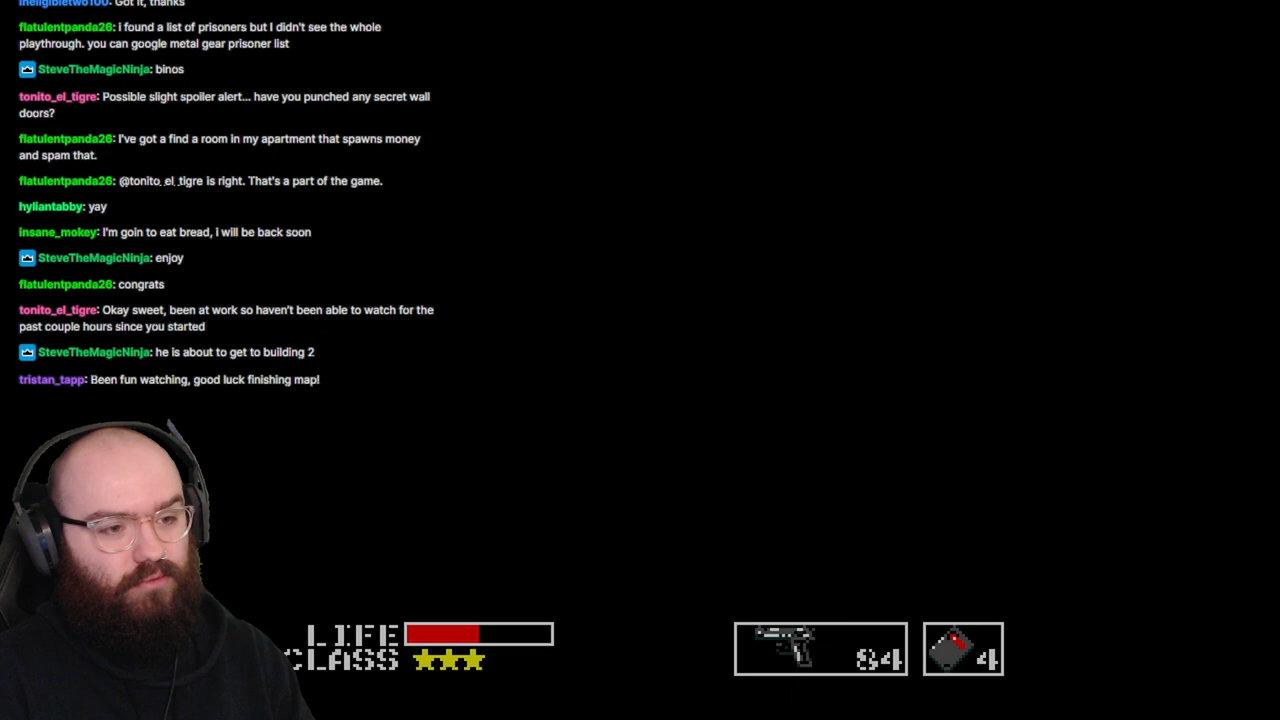 ineligibletwo100: Got it, thanks
flatulentpanda26: i found a list of prisoners but I didn't see the whole
playthrough. you can google metal gear prisoner list
SteveTheMagicNinja: binos
tonito_el_tigre: Possible slight spoiler alert... have you punched any secret wall
doors?
flatulentpanda26: I've got a find a room in my apartment that spawns money
and spam that.
flatulentpanda26: @tonito_el_tigre is right. That's a part of the game.
hyliantabby: yay
insane_mokey: I'm goin to eat bread, i will be back soon
SteveTheMagicNinja: enjoy
flatulentpanda26: congrats
tonito_el_tigre: Okay sweet, been at work so haven't been able to watch for the
past couple hours since you started
SteveTheMagicNinja: he is about to get to building 2
tristan_tapp: Been fun watching, good luck finishing map!
LIFE
CLASS
84
4